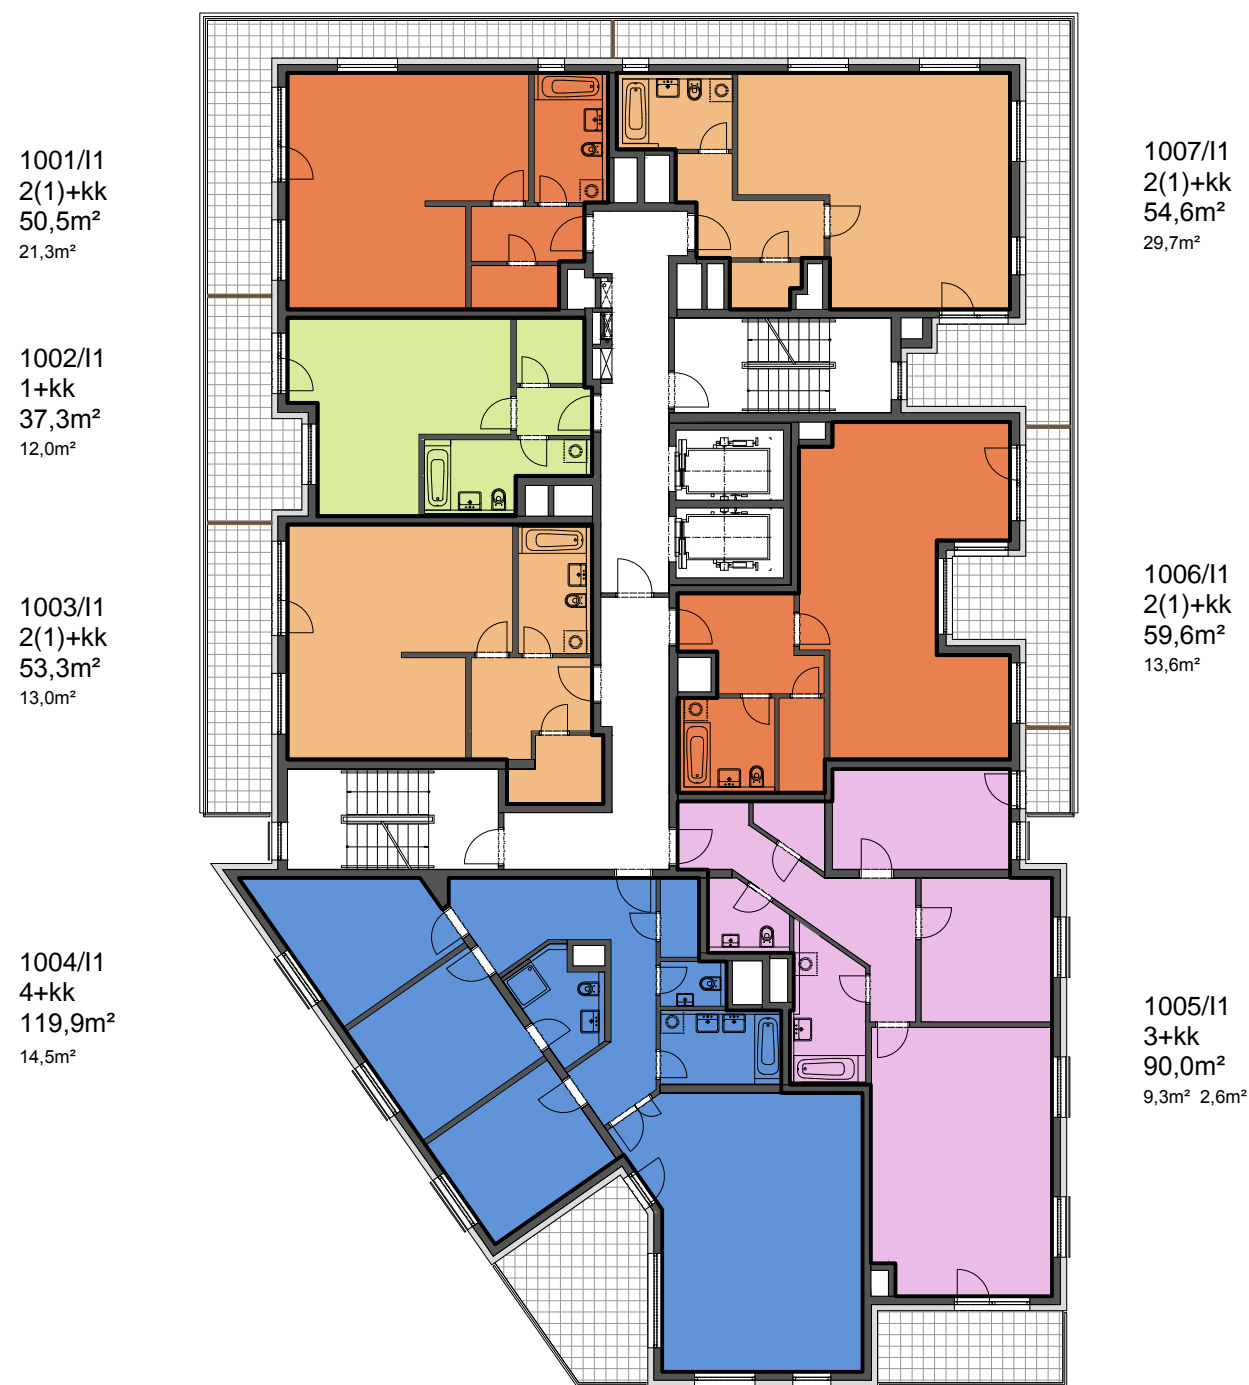 1001/I1
2(1)+kk
50,5m²
21,3m²
1002/I1
1+kk
37,3m²
12,0m²
1003/I1
2(1)+kk
53,3m²
13,0m²
1004/I1
4+kk
119,9m²
14,5m²
1007/I1
2(1)+kk
54,6m²
29,7m²
1006/I1
2(1)+kk
59,6m²
13,6m²
1005/I1
3+kk
90,0m²
9,3m² 2,6m²